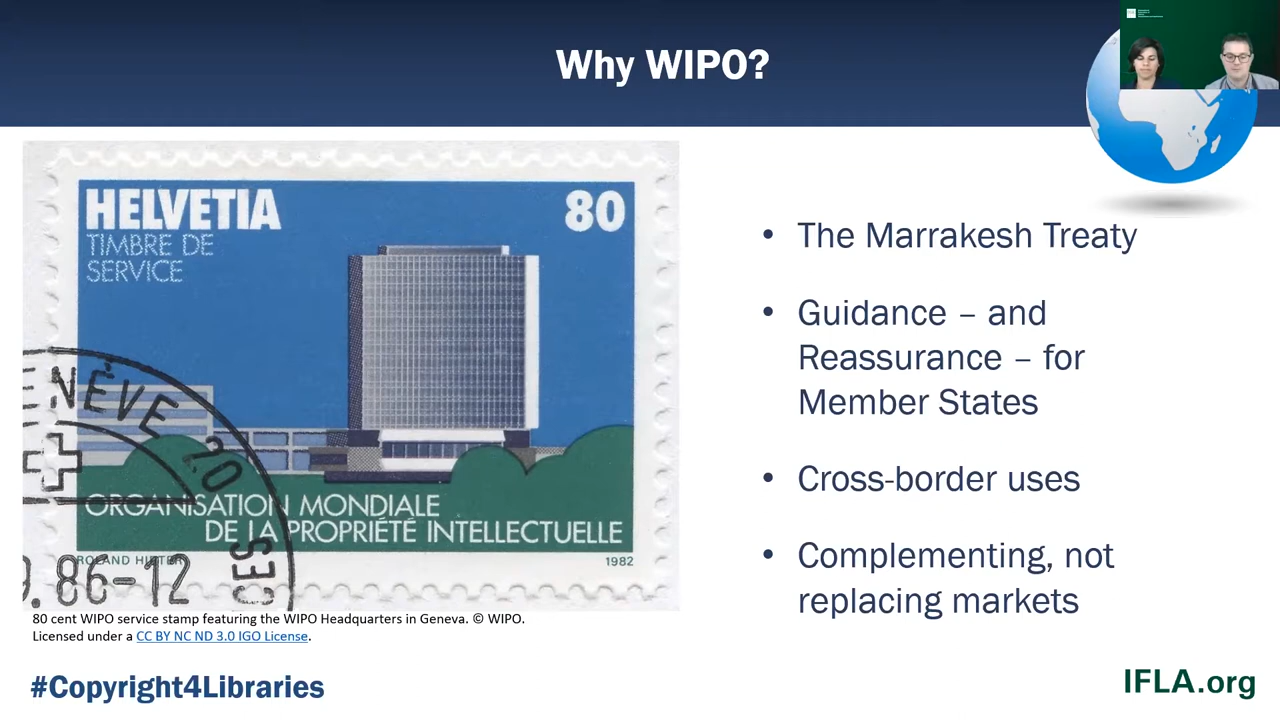 Why WIPO?
HELVETIA
80
TIMBRE DE
SERVICE
GENÈVE 20
ORGANISATION MONDIALE
DE LA PROPRIÉTÉ INTELLECTUELLE
ROLAND HIRTER
1982
.86-12
80 cent WIPO service stamp featuring the WIPO Headquarters in Geneva. © WIPO.
Licensed under a CC BY NC ND 3.0 IGO License.
• The Marrakesh Treaty
• Guidance – and
Reassurance – for
Member States
• Cross-border uses
• Complementing, not
replacing markets
#Copyright4Libraries
IFLA.org